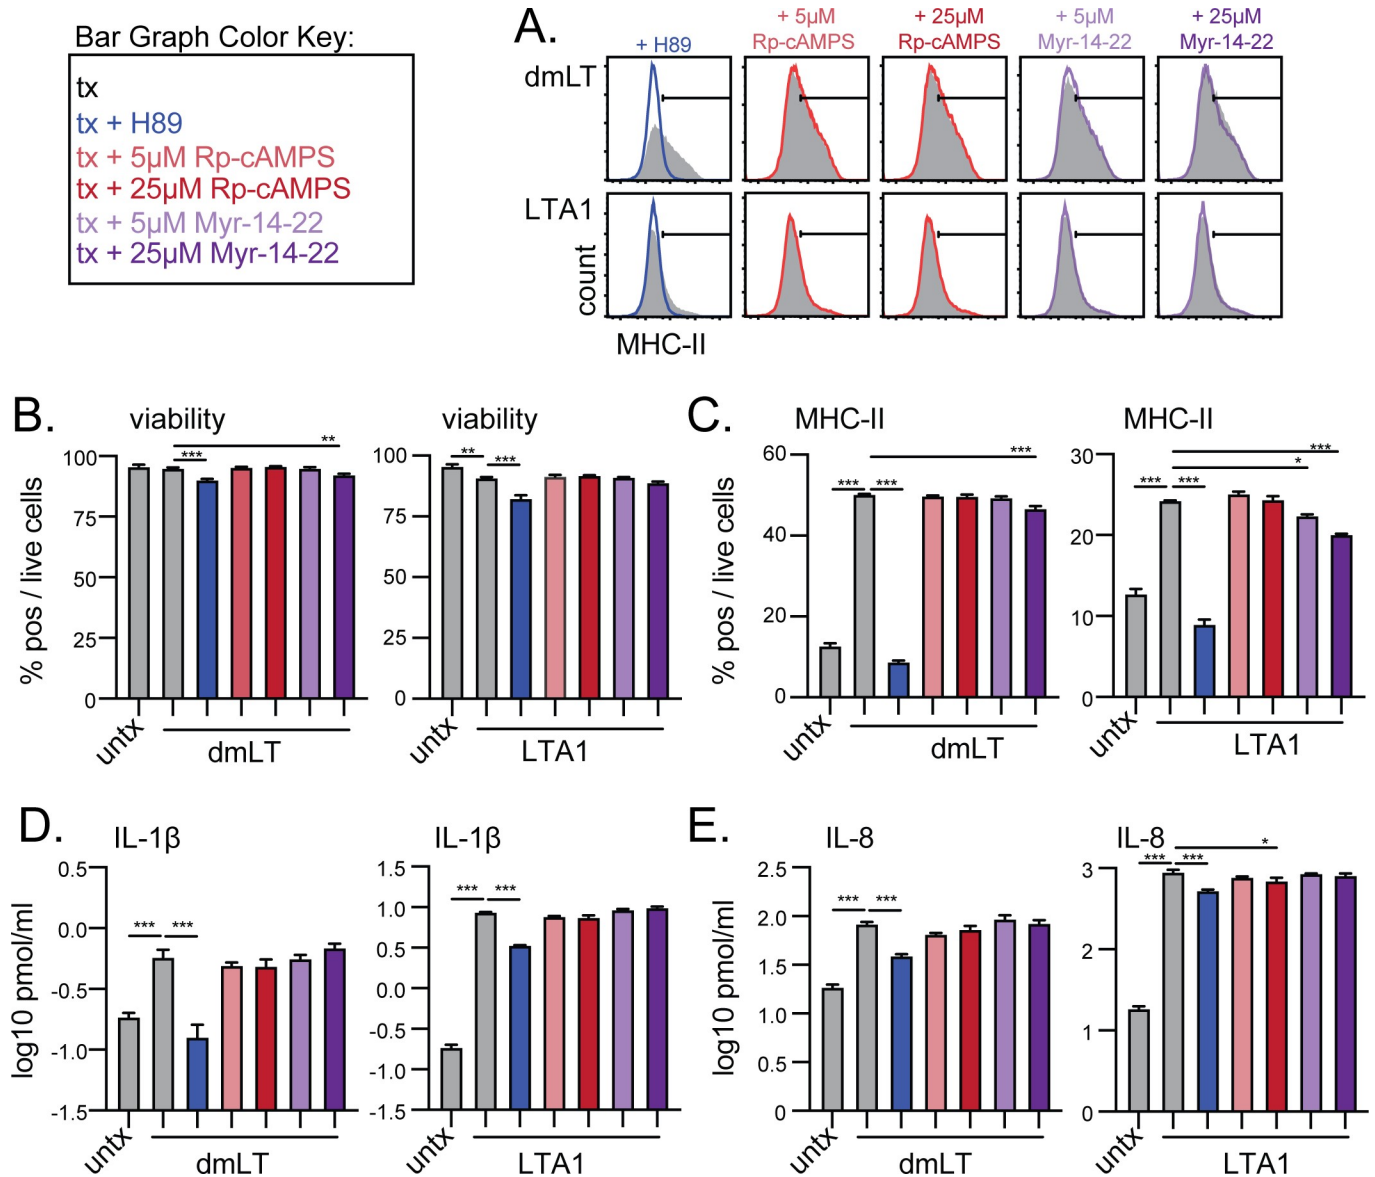 Bar Graph Color Key:
tx
tx + H89
tx + 5µM Rp-cAMPS
tx + 25µM Rp-cAMPS
tx + 5µM Myr-14-22
tx + 25µM Myr-14-22
A.
+ H89
+ 5µM
Rp-cAMPS
+ 25µM
Rp-cAMPS
+ 5µM
Myr-14-22
+ 25µM
Myr-14-22
dmLT
LTA1
count
MHC-II
B.
viability
% pos / live cells
100
75
50
25
0
***
**
untx
dmLT
viability
100
75
50
25
0
**
***
untx
LTA1
C.
MHC-II
% pos / live cells
60
40
20
0
***
***
***
untx
dmLT
MHC-II
30
20
10
0
***
***
*
***
untx
LTA1
D.
IL-1β
log10 pmol/ml
0.5
0.0
-0.5
-1.0
-1.5
***
***
untx
dmLT
IL-1β
1.5
1.0
0.5
0.0
-0.5
-1.0
-1.5
***
***
untx
LTA1
E.
IL-8
log10 pmol/ml
2.5
2.0
1.5
1.0
0.5
0
***
***
untx
dmLT
IL-8
3
2
1
0
***
***
*
untx
LTA1